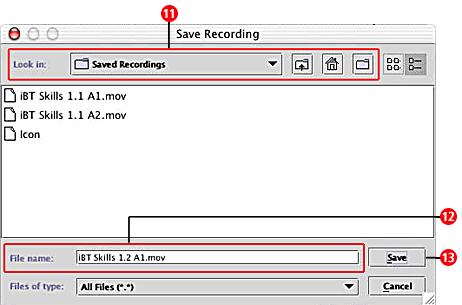 11
Save Recording
Look in: Saved Recordings
iBT Skills 1.1 A1.mov
iBT Skills 1.1 A2.mov
Icon
12
File name: iBT Skills 1.2 A1.mov Save 13
Files of type: All Files (*.*) Cancel